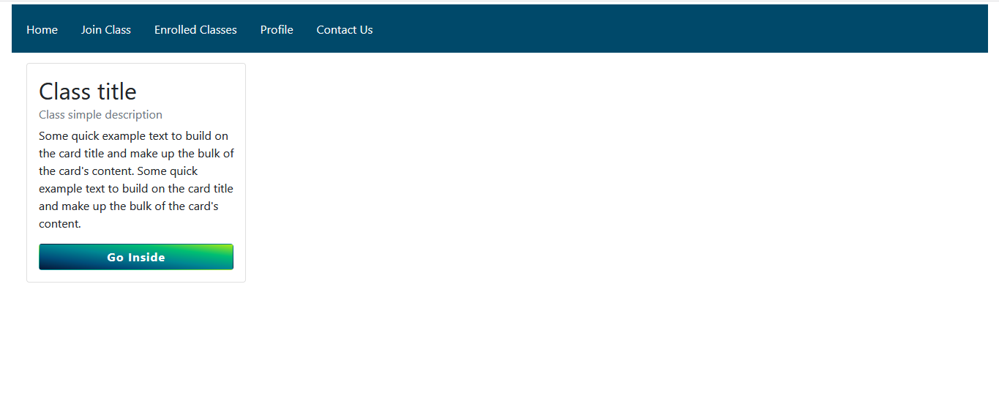 Home Join Class Enrolled Classes Profile Contact Us
Class title
Class simple description
Some quick example text to build on
the card title and make up the bulk of
the card's content. Some quick
example text to build on the card title
and make up the bulk of the card's
content.
Go Inside